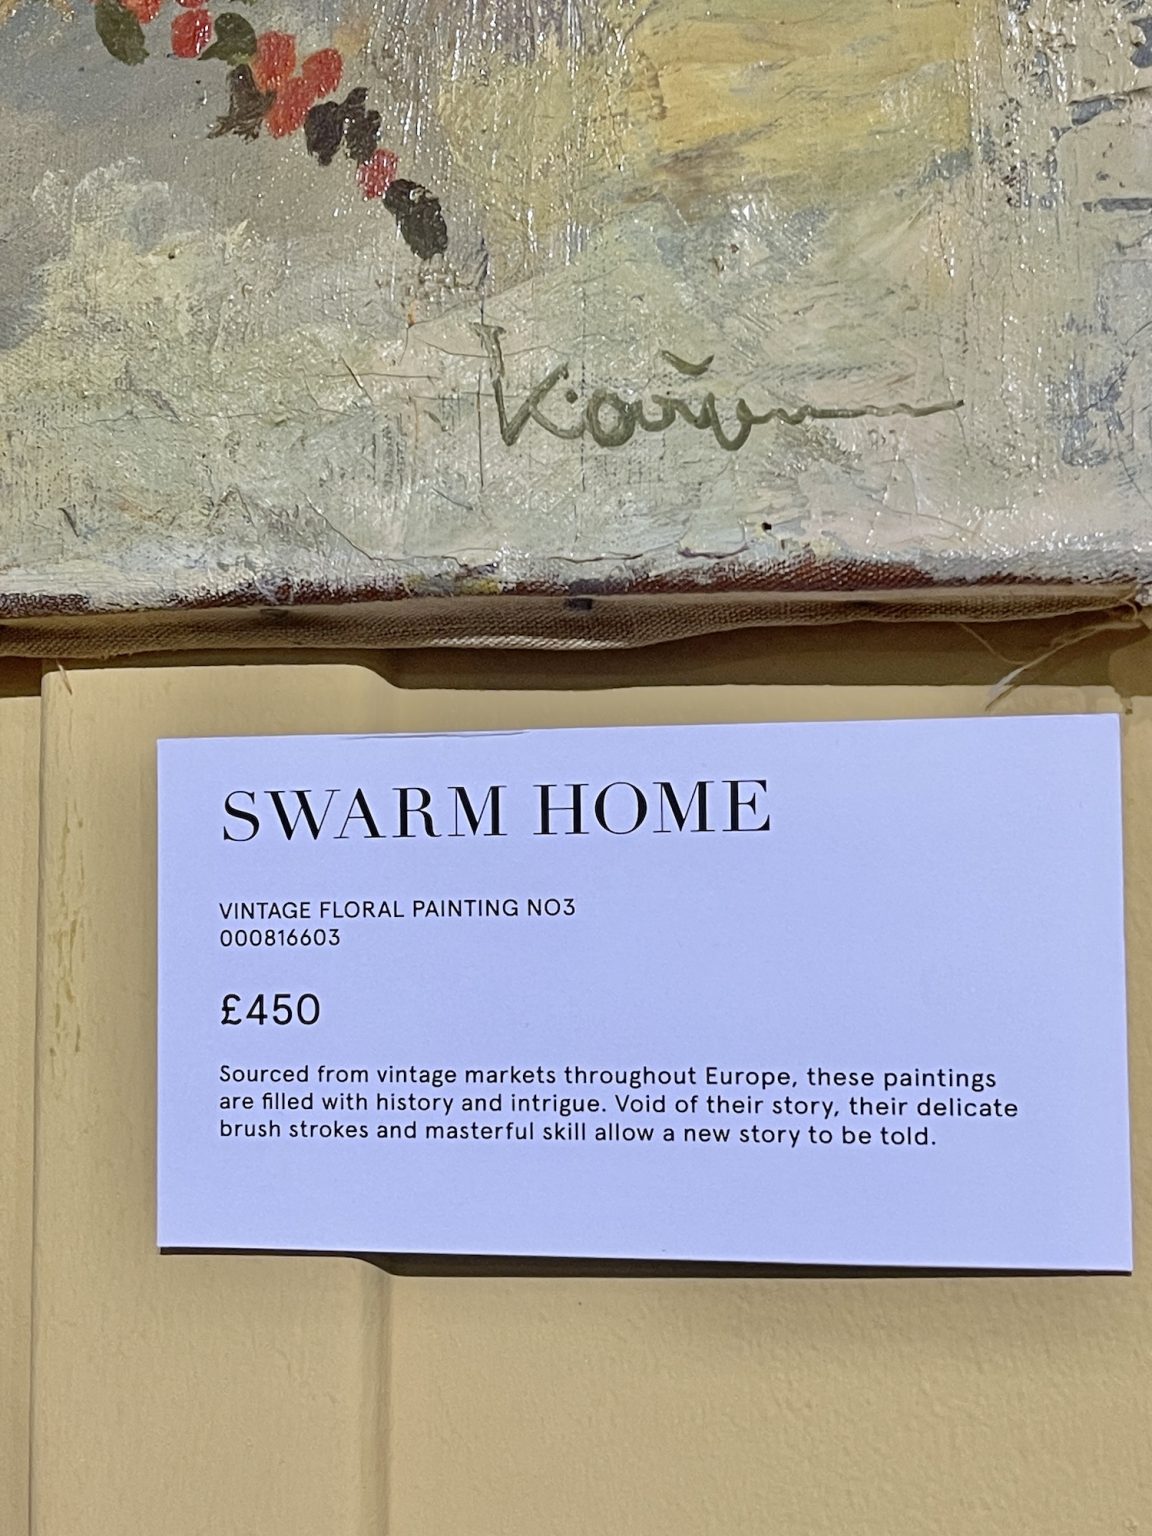 SWARM HOME
VINTAGE FLORAL PAINTING NO3
000816603
£450
Sourced from vintage markets throughout Europe, these paintings
are filled with history and intrigue. Void of their story, their delicate
brush strokes and masterful skill allow a new story to be told.